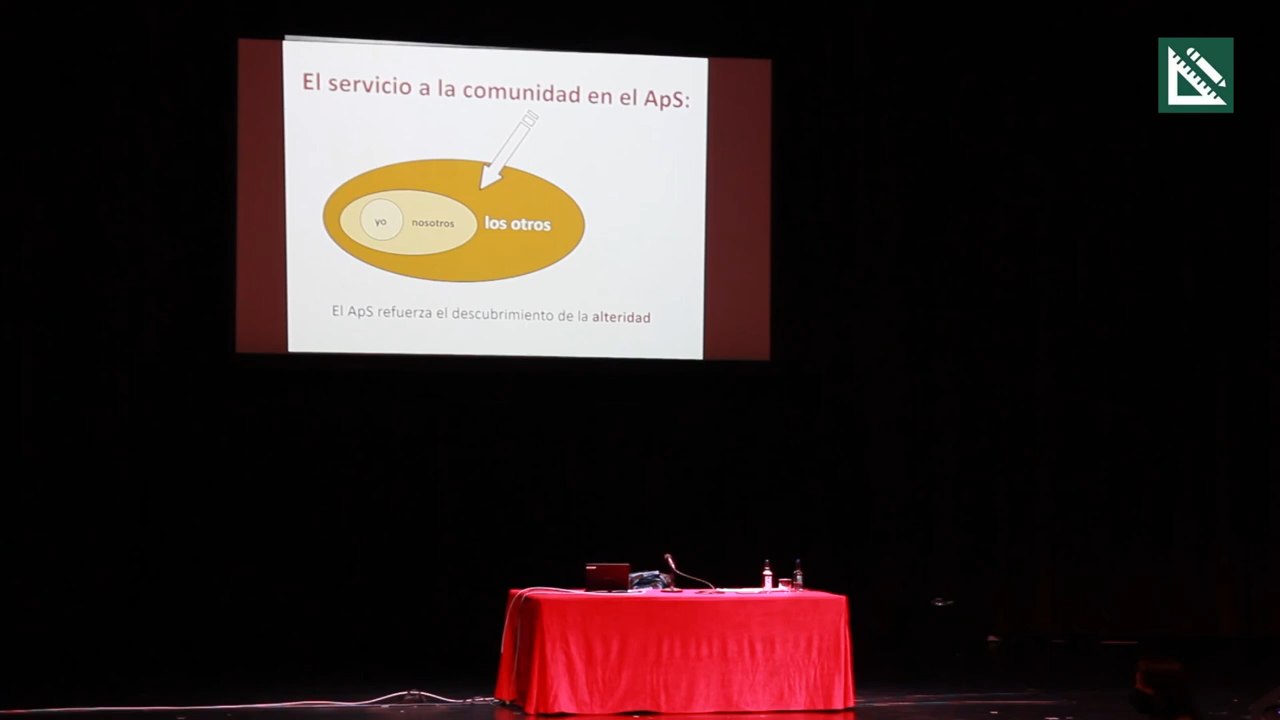 El servicio a la comunidad en el ApS:
yo nosotros los otros
El ApS refuerza el descubrimiento de la alteridad